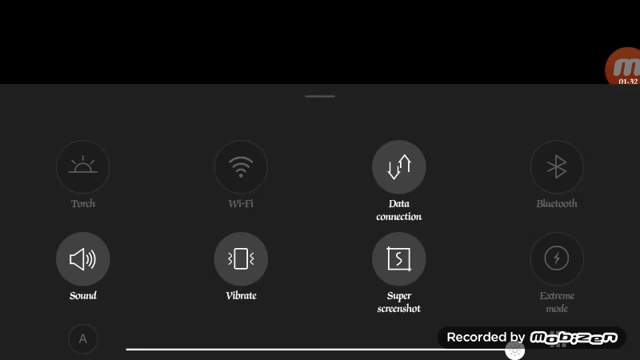 01:32
Torch
Wi-Fi
Data
connection
Bluetooth
Sound
Vibrate
Super
screenshot
Extreme
mode
A
Recorded by
Mobizen